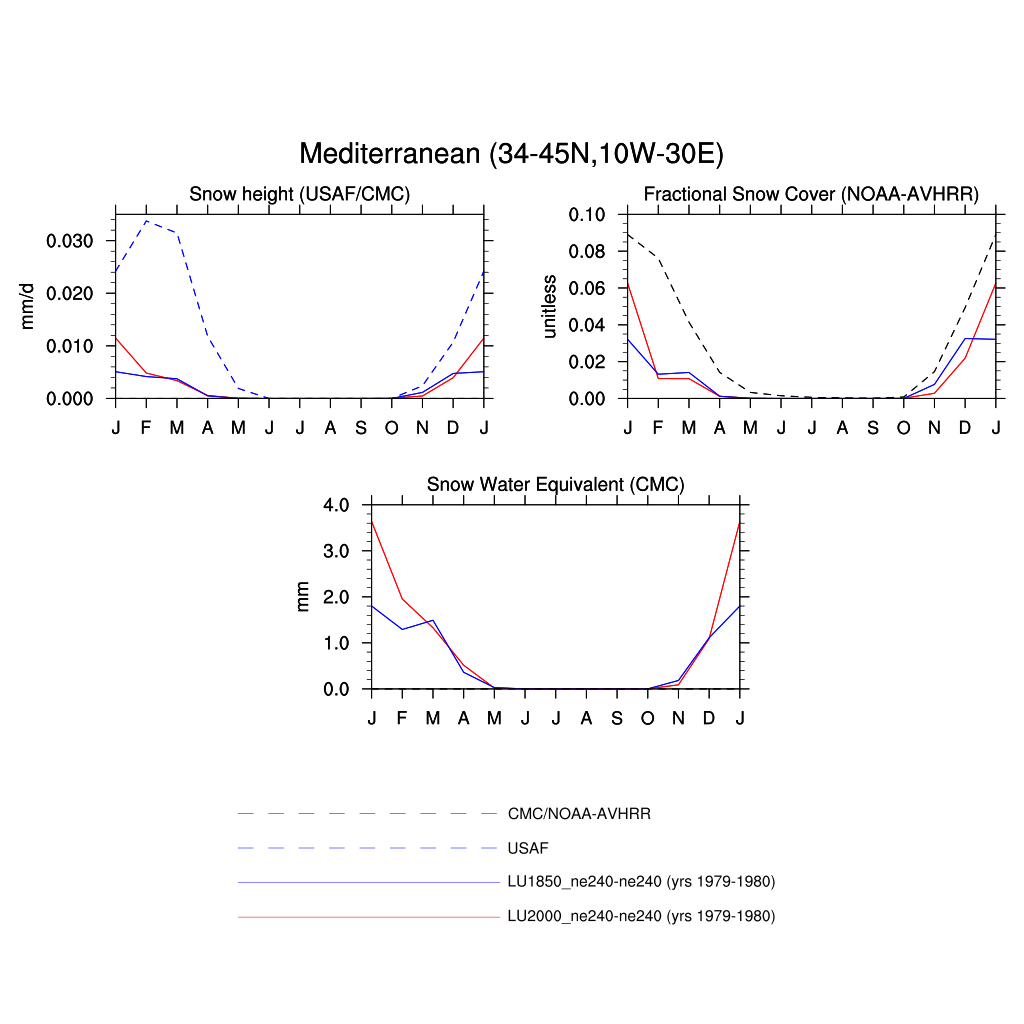 Mediterranean (34-45N,10W-30E)
Snow height (USAF/CMC)
0.030
0.020
0.010
0.000
mm/d
J F M A M J J A S O N D J
Fractional Snow Cover (NOAA-AVHRR)
0.10
0.08
0.06
0.04
0.02
0.00
unitless
J F M A M J J A S O N D J
Snow Water Equivalent (CMC)
4.0
3.0
2.0
1.0
0.0
mm
J F M A M J J A S O N D J
CMC/NOAA-AVHRR
USAF
LU1850_ne240-ne240 (yrs 1979-1980)
LU2000_ne240-ne240 (yrs 1979-1980)